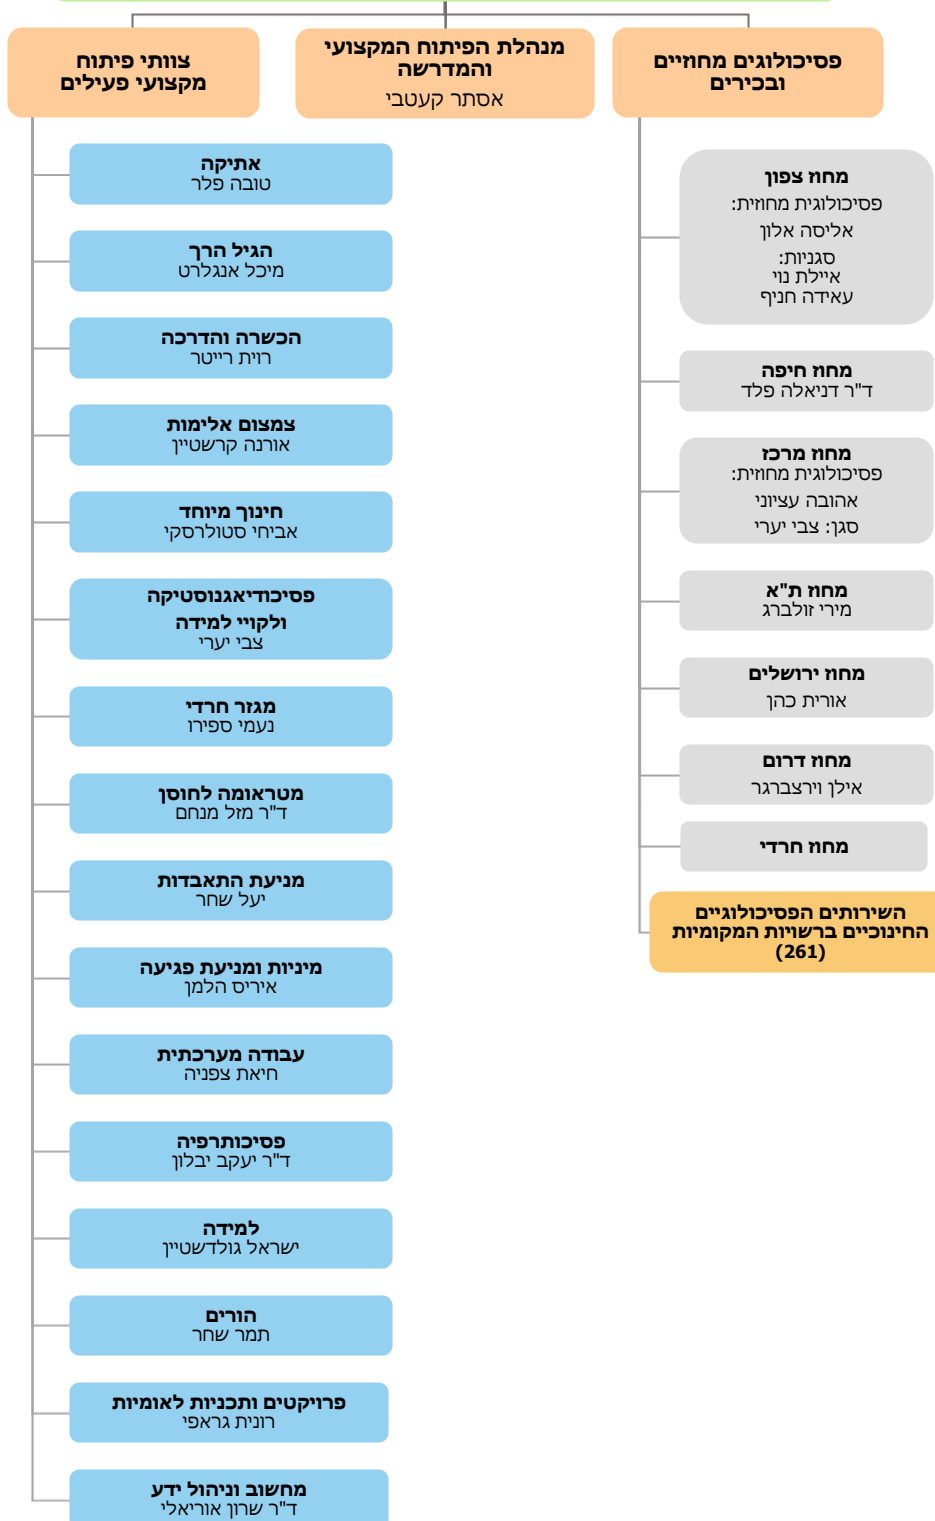 פסיכולוגים מחוזיים
ובכירים
מנהלת הפיתוח המקצועי
והמדרשה
אסתר קעטבי
צוותי פיתוח
מקצועי פעילים
מחוז צפון
פסיכולוגית מחוזית:
אליסה אלון
סגניות:
איילת נוי
עאידה חניף
מחוז חיפה
ד"ר דניאלה פלד
מחוז מרכז
פסיכולוגית מחוזית:
אהובה עציוני
סגן: צבי יערי
מחוז ת"א
מירי זולברג
מחוז ירושלים
אורית כהן
מחוז דרום
אילן וירצברגר
מחוז חרדי
השירותים הפסיכולוגיים
החינוכיים ברשויות המקומיות
(261)
אתיקה
טובה פלר
הגיל הרך
מיכל אנגלרט
הכשרה והדרכה
רוית רייטר
צמצום אלימות
אורנה קרשטיין
חינוך מיוחד
אביחי סטולרסקי
פסיכודיאגנוסטיקה
ולקויי למידה
צבי יערי
מגזר חרדי
נעמי ספירו
מטראומה לחוסן
ד"ר מזל מנחם
מניעת התאבדות
יעל שחר
מיניות ומניעת פגיעה
איריס הלמן
עבודה מערכתית
חיאת צפניה
פסיכותרפיה
ד"ר יעקב יבלון
למידה
ישראל גולדשטיין
הורים
תמר שחר
פרויקטים ותכניות לאומיות
רונית גראפי
מחשוב וניהול ידע
ד"ר שרון אוריאלי